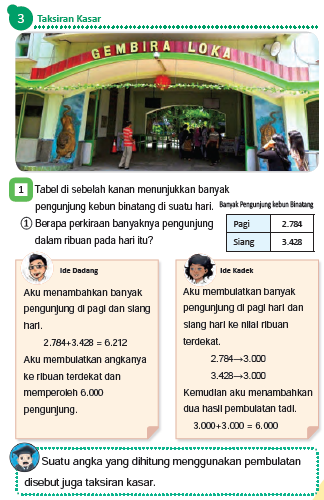 3 Taksiran Kasar
GEMBIRA LOKA
1 Tabel di sebelah kanan menunjukkan banyak
pengunjung kebun binatang di suatu hari.
① Berapa perkiraan banyaknya pengunjung
dalam ribuan pada hari itu?
Banyak Pengunjung kebun Binatang
Pagi 2.784
Siang 3.428
Ide Dadang
Aku menambahkan banyak
pengunjung di pagi dan siang
hari.
2.784+3.428 = 6.212
Aku membulatkan angkanya
ke ribuan terdekat dan
memperoleh 6.000
pengunjung.
Ide Kadek
Aku membulatkan banyak
pengunjung di pagi hari dan
siang hari ke nilai ribuan
terdekat.
2.784→3.000
3.428→3.000
Kemudian aku menambahkan
dua hasil pembulatan tadi.
3.000+3.000 = 6.000
Suatu angka yang dihitung menggunakan pembulatan
disebut juga taksiran kasar.